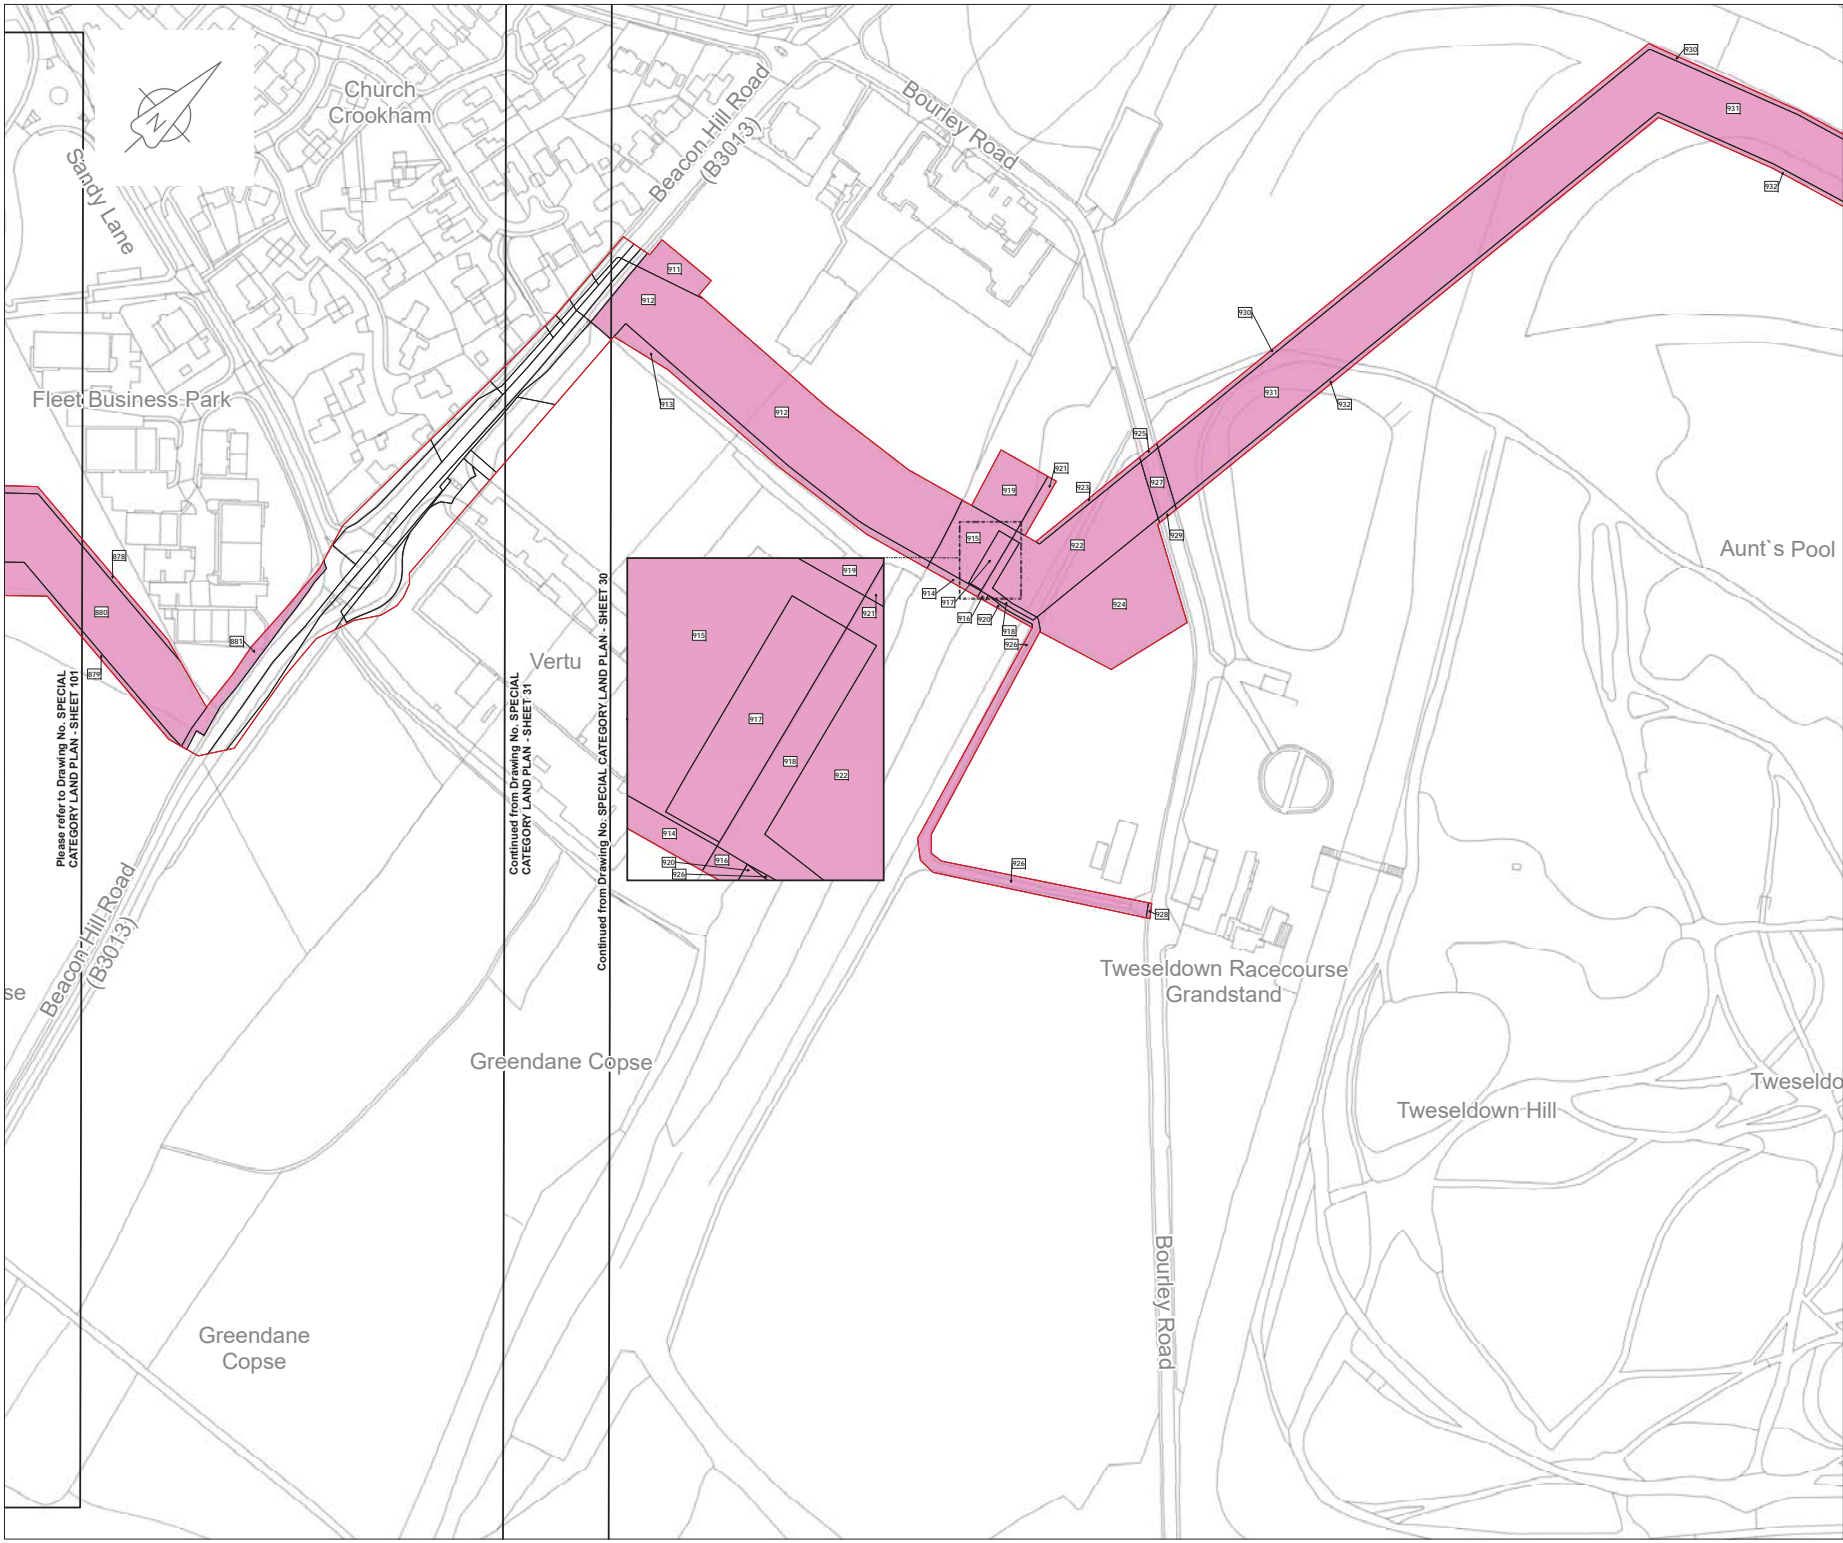 N
Church
Crookham
Sandy Lane
Beacon Hill Road
(B3013)
Bourley Road
930
931
932
911
912
930
Fleet Business Park
913
912
931
932
925
921
923
919
927
929
922
915
Aunt`s Pool
878
880
881
879
914
917
916
920
918
926
924
919
921
915
917
918
922
914
916
920
926
Vertu
Please refer to Drawing No. SPECIAL
CATEGORY LAND PLAN - SHEET 101
Continued from Drawing No. SPECIAL
CATEGORY LAND PLAN - SHEET 31
Continued from Drawing No. SPECIAL CATEGORY LAND PLAN - SHEET 30
926
928
Beacon Hill Road
(B3013)
se
Tweseldown Racecourse
Grandstand
Greendane Copse
Tweseldo
Tweseldown Hill
Bourley Road
Greendane
Copse